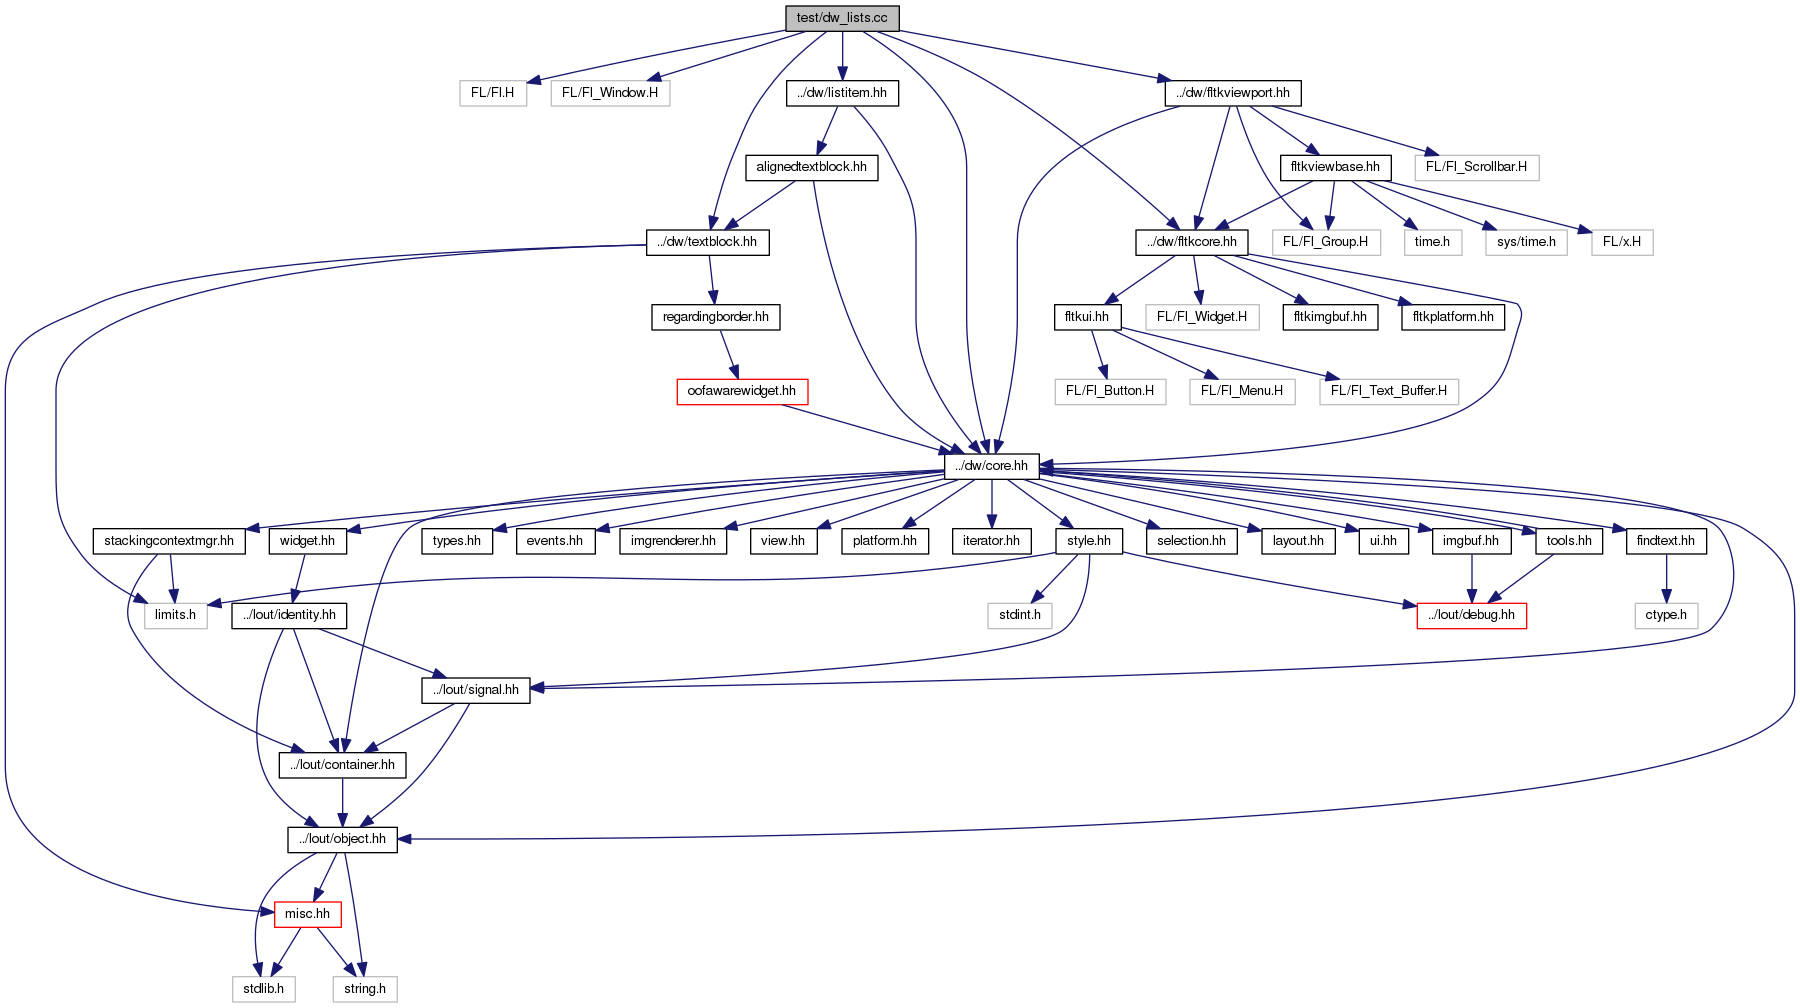 test/dw_lists.cc
FL/Fl.H
FL/Fl_Window.H
../dw/listitem.hh
../dw/fltkviewport.hh
alignedtextblock.hh
fltkviewbase.hh
FL/Fl_Scrollbar.H
../dw/textblock.hh
../dw/fltkcore.hh
FL/Fl_Group.H
time.h
sys/time.h
FL/x.H
regardingborder.hh
fltkui.hh
FL/Fl_Widget.H
fltkimgbuf.hh
fltkplatform.hh
oofawarewidget.hh
FL/Fl_Button.H
FL/Fl_Menu.H
FL/Fl_Text_Buffer.H
../dw/core.hh
stackingcontextmgr.hh
widget.hh
types.hh
events.hh
imgrenderer.hh
view.hh
platform.hh
iterator.hh
style.hh
selection.hh
layout.hh
ui.hh
imgbuf.hh
tools.hh
findtext.hh
limits.h
../lout/identity.hh
stdint.h
../lout/debug.hh
ctype.h
../lout/signal.hh
../lout/container.hh
../lout/object.hh
misc.hh
stdlib.h
string.h